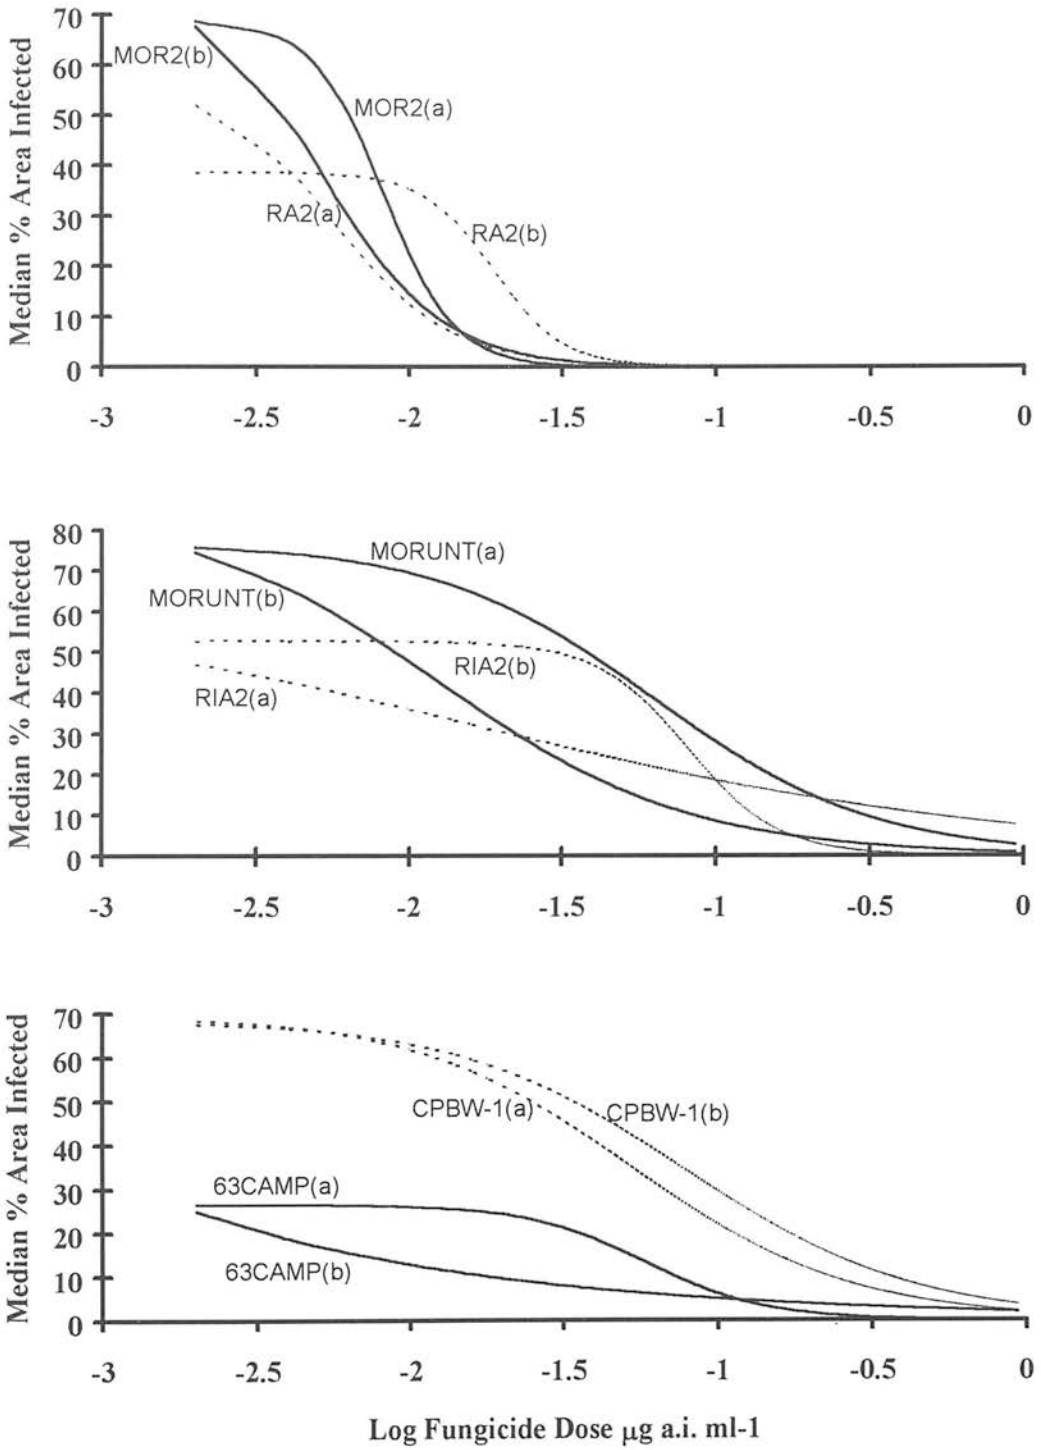 Median % Area Infected
70
60
50
40
30
20
10
0
MOR2(b)
MOR2(a)
RA2(a)
RA2(b)
-3 -2.5 -2 -1.5 -1 -0.5 0
Median % Area Infected
80
70
60
50
40
30
20
10
0
MORUNT(a)
MORUNT(b)
RIA2(b)
RIA2(a)
-3 -2.5 -2 -1.5 -1 -0.5 0
Median % Area Infected
70
60
50
40
30
20
10
0
CPBW-1(a)
CPBW-1(b)
63CAMP(a)
63CAMP(b)
-3 -2.5 -2 -1.5 -1 -0.5 0
Log Fungicide Dose μg a.i. ml-1